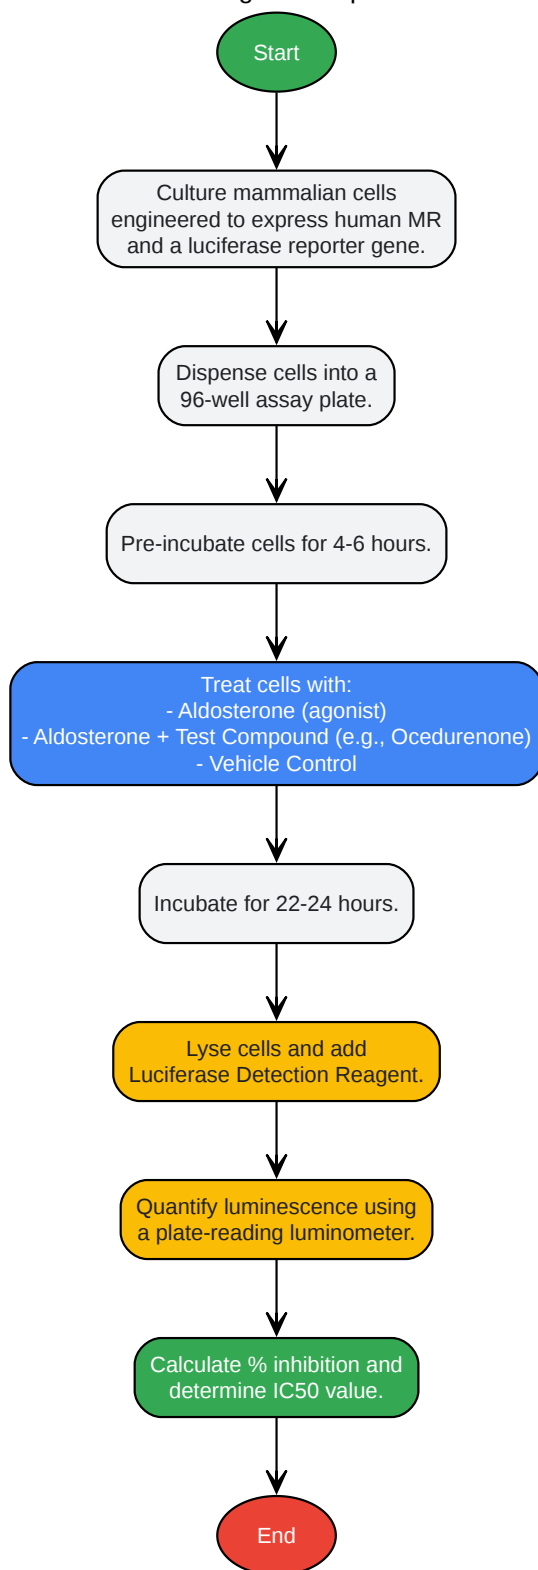 Start
Culture mammalian cells
engineered to express human MR
and a luciferase reporter gene.
Dispense cells into a
96-well assay plate.
Pre-incubate cells for 4-6 hours.
Treat cells with:
- Aldosterone (agonist)
- Aldosterone + Test Compound (e.g., Ocedurenone)
- Vehicle Control
Incubate for 22-24 hours.
Lyse cells and add
Luciferase Detection Reagent.
Quantify luminescence using
a plate-reading luminometer.
Calculate % inhibition and
determine IC50 value.
End